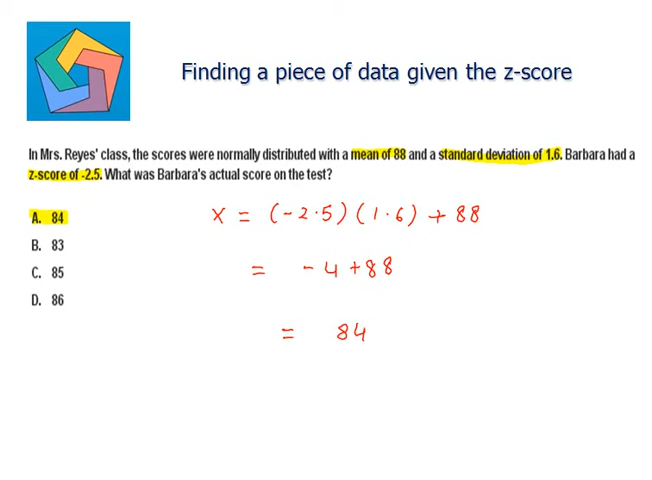 Finding a piece of data given the z-score
In Mrs. Reyes' class, the scores were normally distributed with a mean of 88 and a standard deviation of 1.6. Barbara had a
z-score of -2.5. What was Barbara's actual score on the test?
A. 84
B. 83
C. 85
D. 86
x = (-2.5)(1.6) + 88
= -4 + 88
= 84